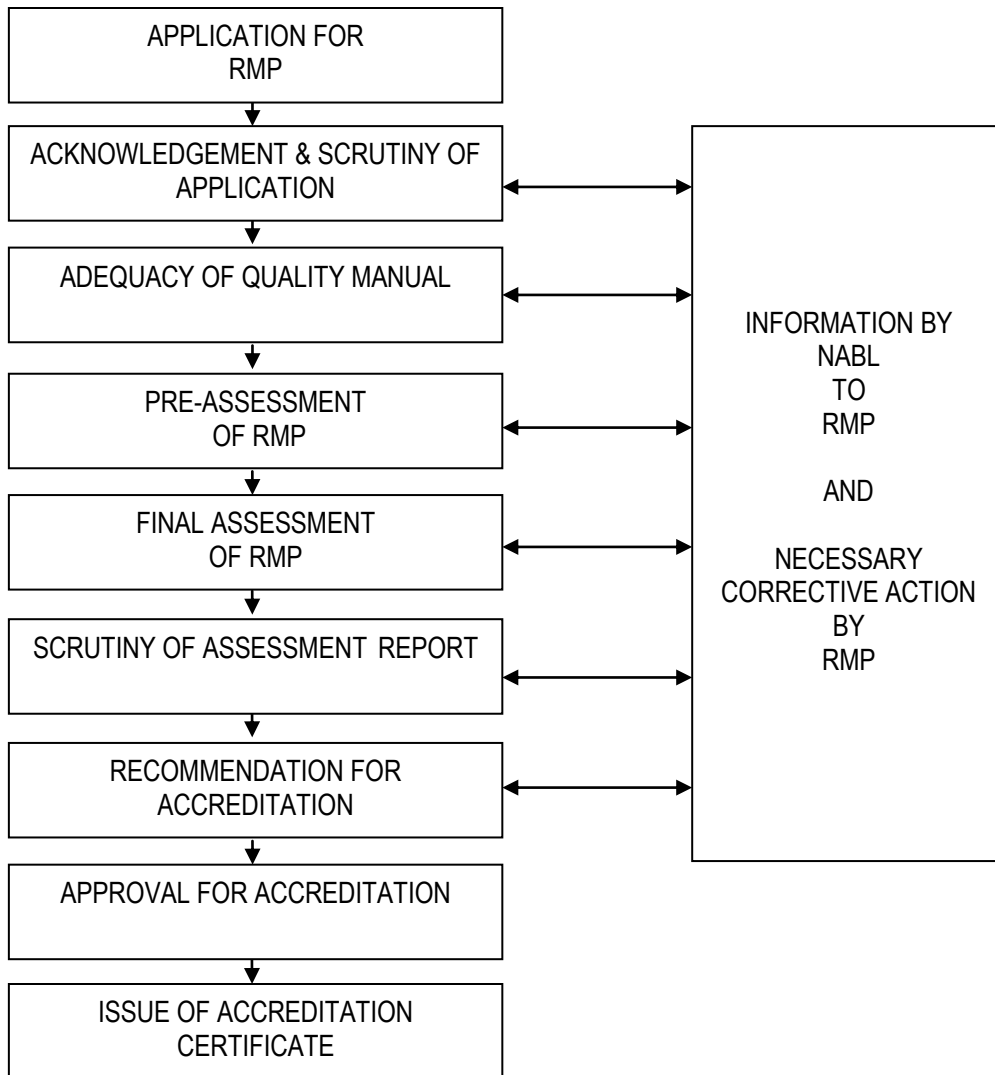 APPLICATION FOR
RMP
ACKNOWLEDGEMENT & SCRUTINY OF
APPLICATION
ADEQUACY OF QUALITY MANUAL
PRE-ASSESSMENT
OF RMP
FINAL ASSESSMENT
OF RMP
SCRUTINY OF ASSESSMENT REPORT
RECOMMENDATION FOR
ACCREDITATION
APPROVAL FOR ACCREDITATION
ISSUE OF ACCREDITATION
CERTIFICATE
INFORMATION BY
NABL
TO
RMP
AND
NECESSARY
CORRECTIVE ACTION
BY
RMP